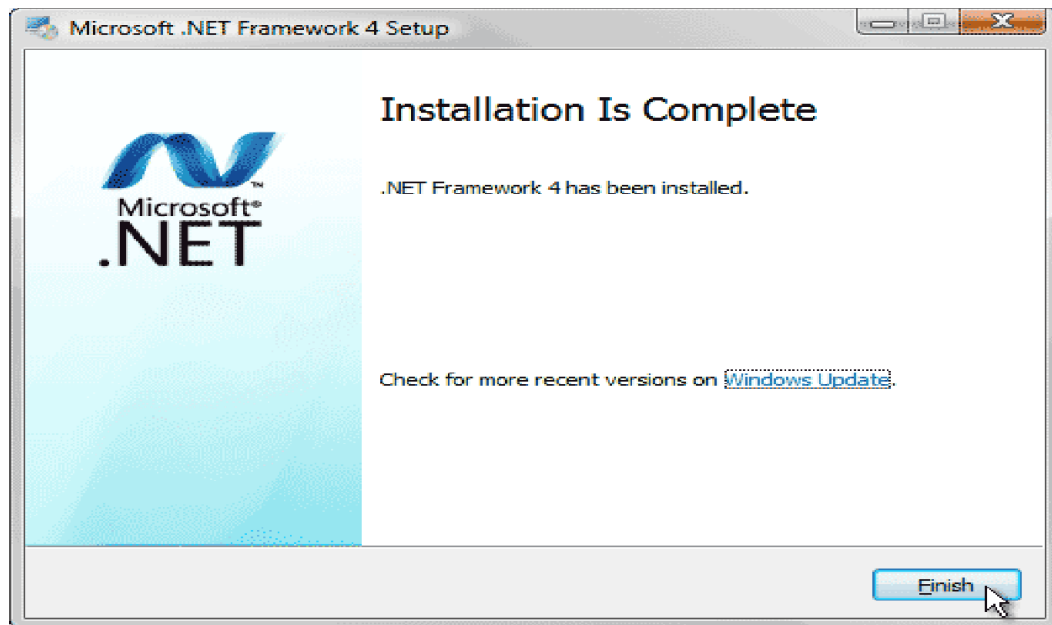 Microsoft .NET Framework 4 Setup
Installation Is Complete
.NET Framework 4 has been installed.
Microsoft®
.NET
TM
Check for more recent versions on Windows Update.
Finish